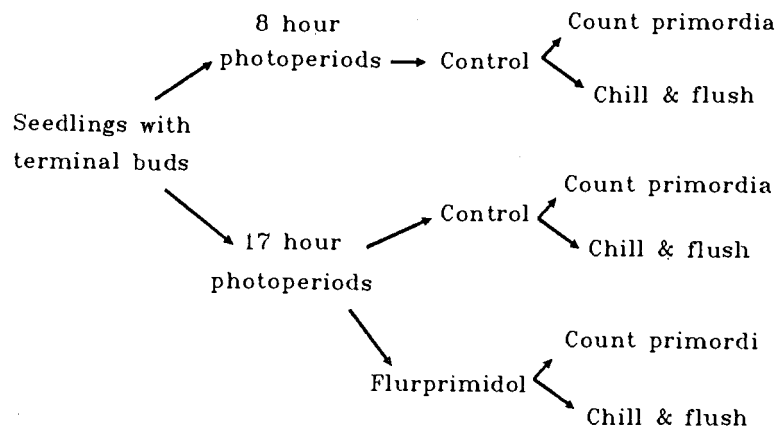 8 hour
photoperiods
Control
Count primordia
Chill & flush
Seedlings with
terminal buds
17 hour
photoperiods
Control
Count primordia
Chill & flush
Flurprimidol
Count primordi
Chill & flush